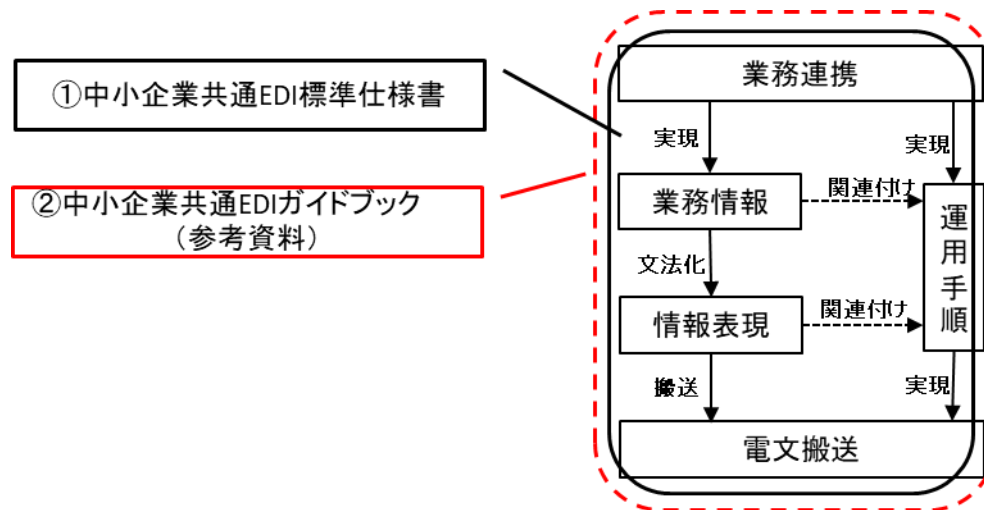 ①中小企業共通EDI標準仕様書
②中小企業共通EDIガイドブック
（参考資料）
業務連携
実現
実現
業務情報
関連付け
運用手順
文法化
情報表現
関連付け
搬送
実現
電文搬送